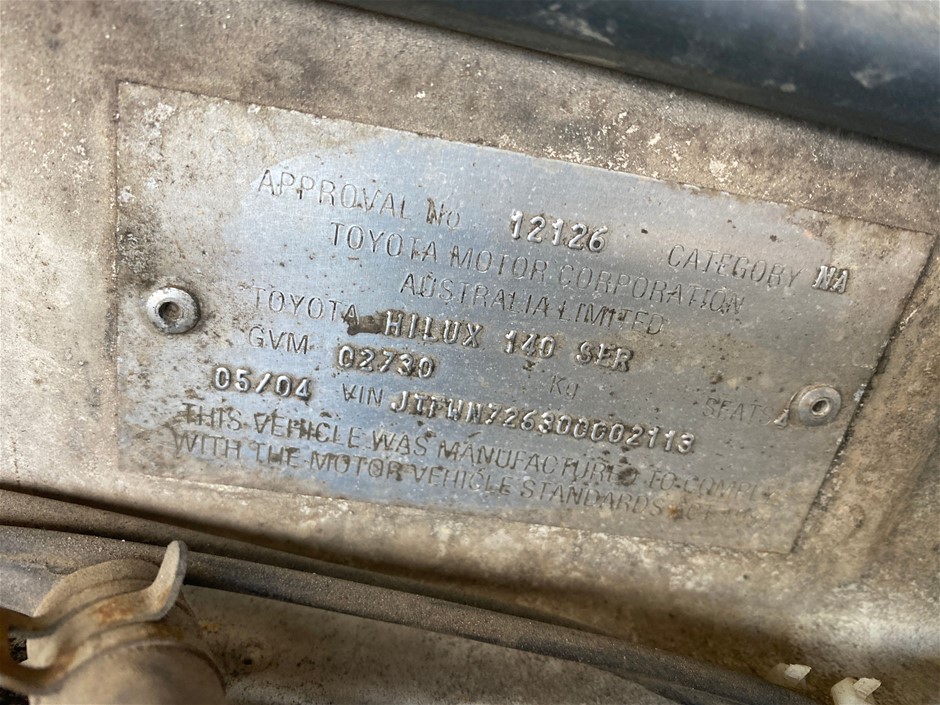 APPROVAL No 12126 CATEGORY NA
TOYOTA MOTOR CORPORATION
AUSTRALIA LIMITED
TOYOTA HILUX 140 SER
GVM 02730 Kg SEATS
05/04 VIN JTFWN726300002113
THIS VEHICLE WAS MANUFACTURED TO COMPLY
WITH THE MOTOR VEHICLE STANDARDS ACT